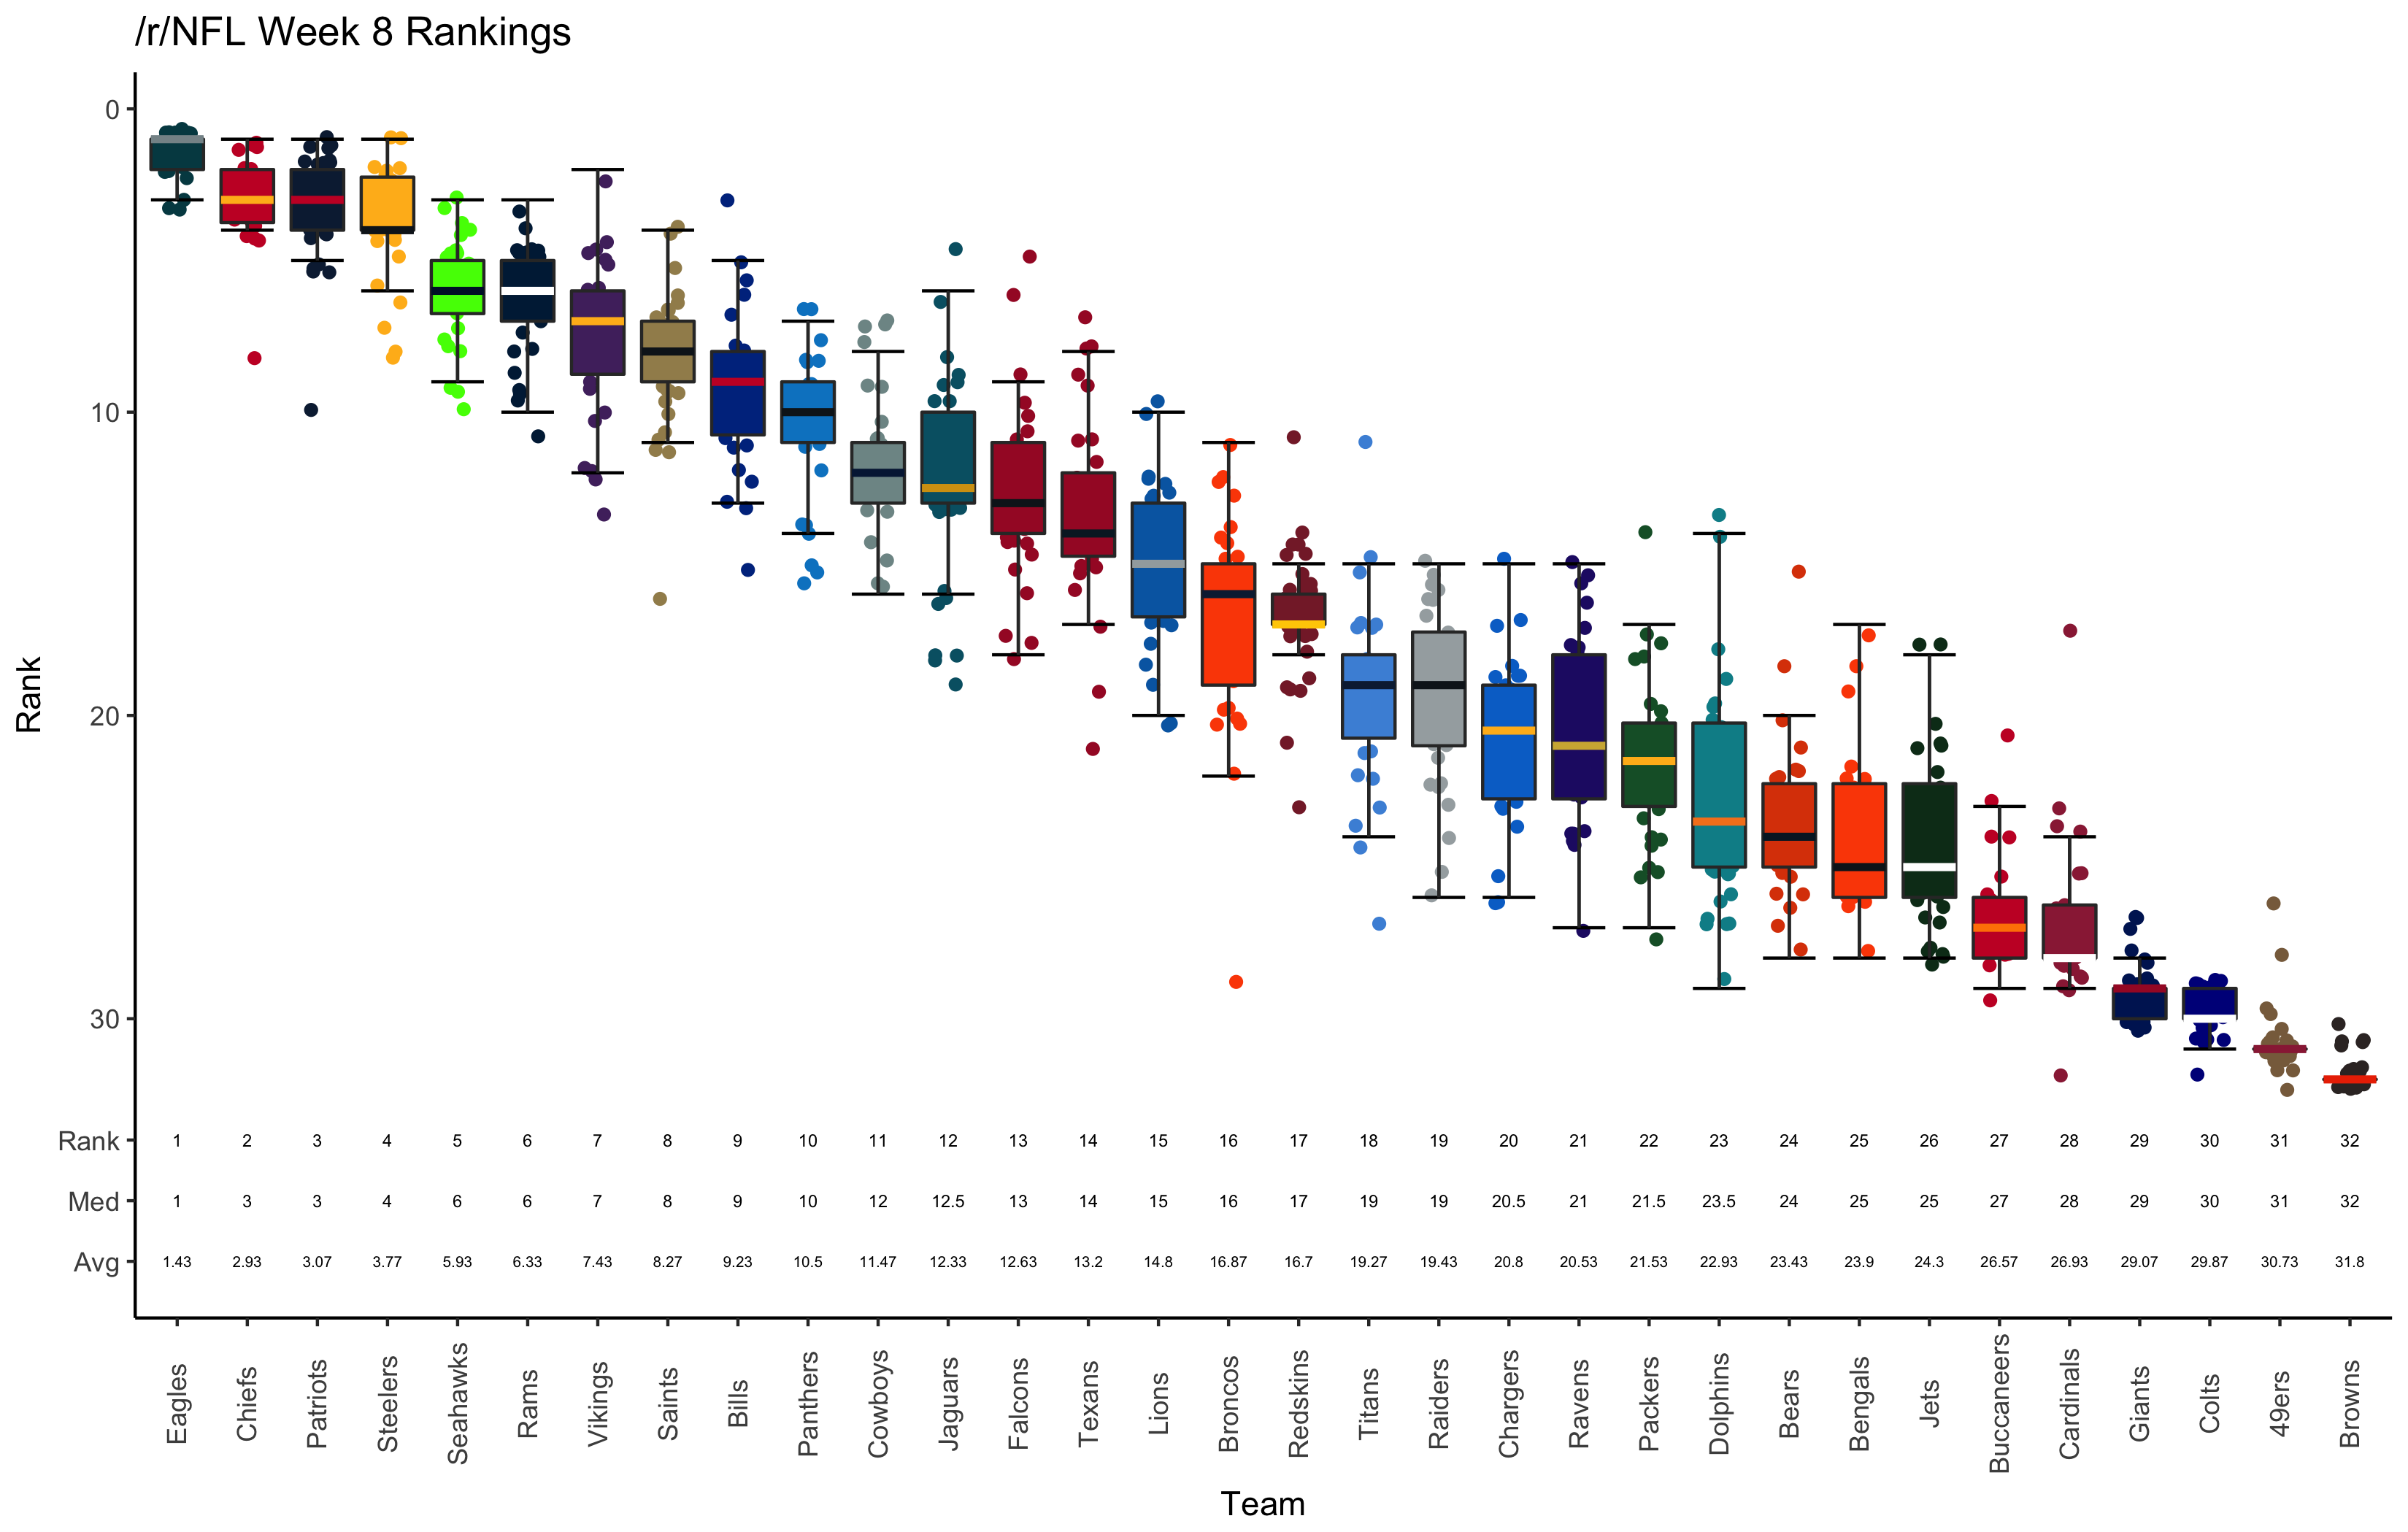 /r/NFL Week 8 Rankings
0
10
20
30
Rank
Rank 1 2 3 4 5 6 7 8 9 10 11 12 13 14 15 16 17 18 19 20 21 22 23 24 25 26 27 28 29 30 31 32
Med 1 3 3 4 6 6 7 8 9 10 12 12.5 13 14 15 16 17 19 19 20.5 21 21.5 23.5 24 25 25 27 28 29 30 31 32
Avg 1.43 2.93 3.07 3.77 5.93 6.33 7.43 8.27 9.23 10.5 11.47 12.33 12.63 13.2 14.8 16.87 16.7 19.27 19.43 20.8 20.53 21.53 22.93 23.43 23.9 24.3 26.57 26.93 29.07 29.87 30.73 31.8
Eagles Chiefs Patriots Steelers Seahawks Rams Vikings Saints Bills Panthers Cowboys Jaguars Falcons Texans Lions Broncos Redskins Titans Raiders Chargers Ravens Packers Dolphins Bears Bengals Jets Buccaneers Cardinals Giants Colts 49ers Browns
Team